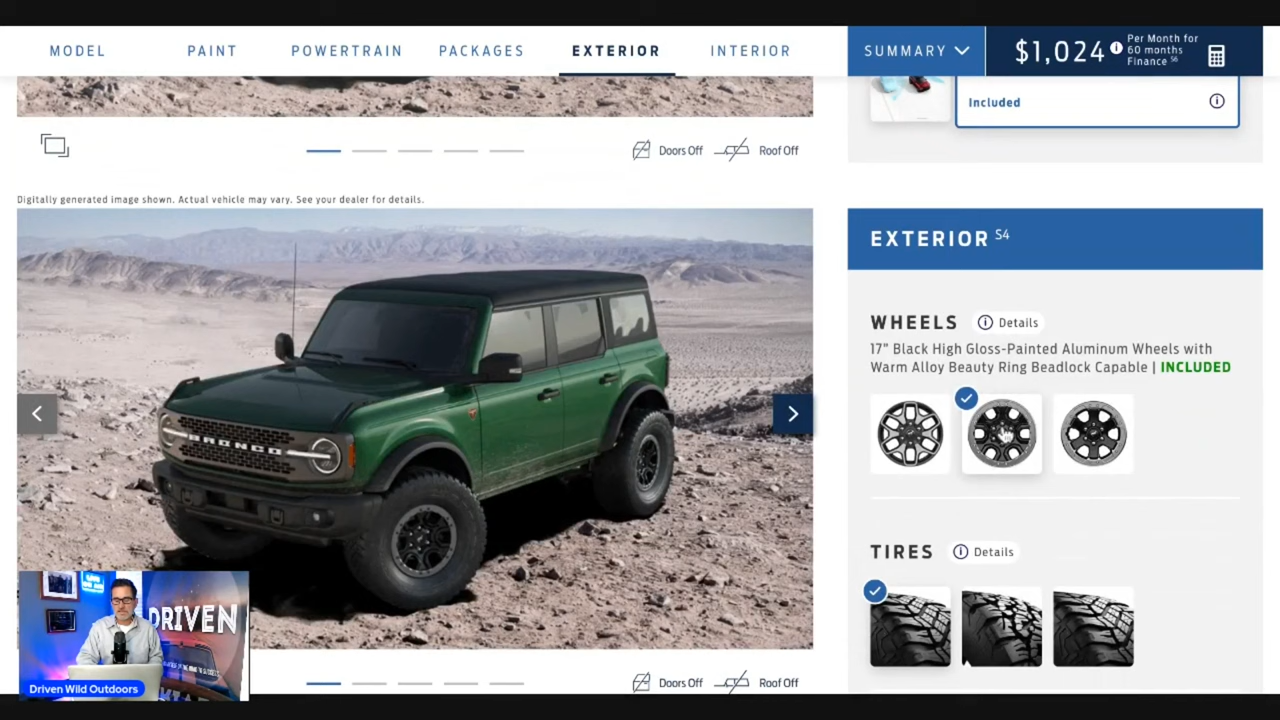 MODEL
PAINT
POWERTRAIN
PACKAGES
EXTERIOR
INTERIOR
SUMMARY
$1,024
Per Month for
60 months
Finance S6
Included
Doors Off
Roof Off
Digitally generated image shown. Actual vehicle may vary. See your dealer for details.
BRONCO
EXTERIOR S4
WHEELS
Details
17" Black High Gloss-Painted Aluminum Wheels with
Warm Alloy Beauty Ring Beadlock Capable | INCLUDED
TIRES
Details
DRIVEN
Driven Wild Outdoors
Doors Off
Roof Off